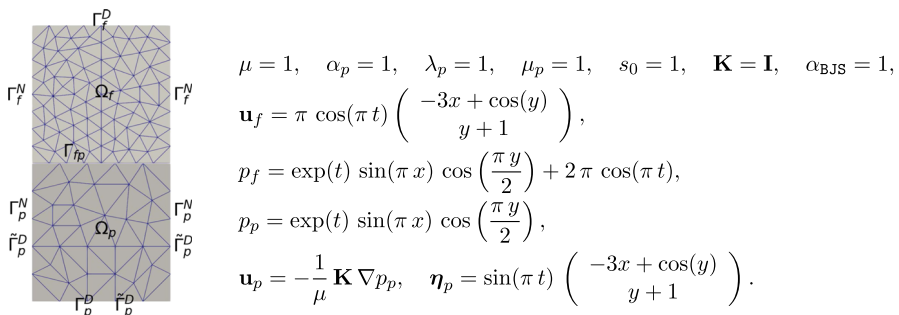 Γ_f^D
Γ_f^N Ω_f Γ_f^N
Γ_fp
Γ_p^N Γ_p^N
Ω_p
Γ̃_p^D Γ̃_p^D
Γ_p^D Γ̃_p^D
μ = 1, α_p = 1, λ_p = 1, μ_p = 1, s_0 = 1, K = I, α_BJS = 1,
u_f = π cos(π t) ( −3x + cos(y)
y + 1 ) ,
p_f = exp(t) sin(π x) cos(π y / 2) + 2 π cos(π t),
p_p = exp(t) sin(π x) cos(π y / 2) ,
u_p = −1/μ K ∇p_p, η_p = sin(π t) ( −3x + cos(y)
y + 1 ) .